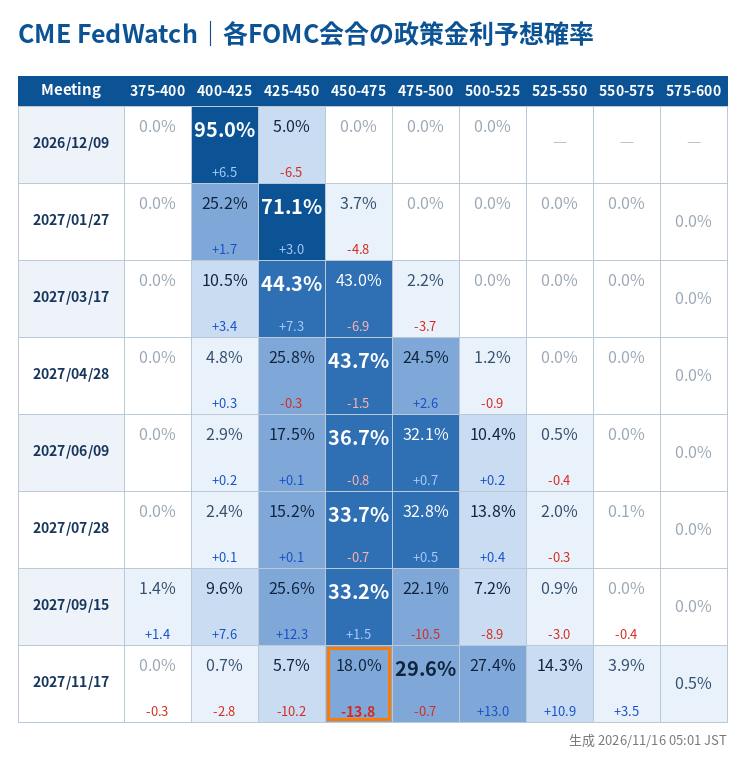 CME FedWatch｜各FOMC会合の政策金利予想確率
Meeting 375-400 400-425 425-450 450-475 475-500 500-525 525-550 550-575 575-600
2026/12/09 0.0% 95.0% 5.0% 0.0% 0.0% 0.0% — — —
+6.5 -6.5
2027/01/27 0.0% 25.2% 71.1% 3.7% 0.0% 0.0% 0.0% 0.0% 0.0%
+1.7 +3.0 -4.8
2027/03/17 0.0% 10.5% 44.3% 43.0% 2.2% 0.0% 0.0% 0.0% 0.0%
+3.4 +7.3 -6.9 -3.7
2027/04/28 0.0% 4.8% 25.8% 43.7% 24.5% 1.2% 0.0% 0.0% 0.0%
+0.3 -0.3 -1.5 +2.6 -0.9
2027/06/09 0.0% 2.9% 17.5% 36.7% 32.1% 10.4% 0.5% 0.0% 0.0%
+0.2 +0.1 -0.8 +0.7 +0.2 -0.4
2027/07/28 0.0% 2.4% 15.2% 33.7% 32.8% 13.8% 2.0% 0.1% 0.0%
+0.1 +0.1 -0.7 +0.5 +0.4 -0.3
2027/09/15 1.4% 9.6% 25.6% 33.2% 22.1% 7.2% 0.9% 0.0% 0.0%
+1.4 +7.6 +12.3 +1.5 -10.5 -8.9 -3.0 -0.4
2027/11/17 0.0% 0.7% 5.7% 18.0% 29.6% 27.4% 14.3% 3.9% 0.5%
-0.3 -2.8 -10.2 -13.8 -0.7 +13.0 +10.9 +3.5
生成 2026/11/16 05:01 JST